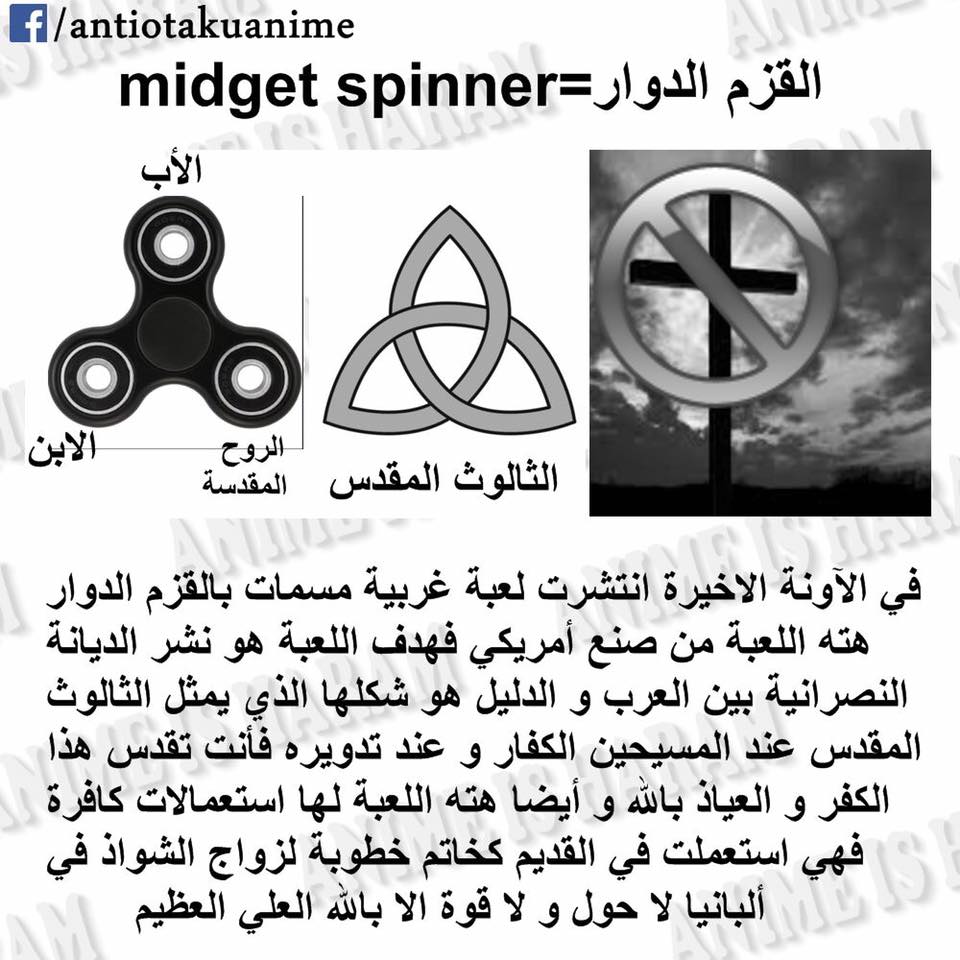 /antiotakuanime
midget spinner=القزم الدوار
الأب
الابن
الروح
المقدسة
الثالوث المقدس
في الآونة الاخيرة انتشرت لعبة غربية مسمات بالقزم الدوار
هته اللعبة من صنع أمريكي فهدف اللعبة هو نشر الديانة
النصرانية بين العرب و الدليل هو شكلها الذي يمثل الثالوث
المقدس عند المسيحين الكفار و عند تدويره فأنت تقدس هذا
الكفر و العياذ بالله و أيضا هته اللعبة لها استعمالات كافرة
فهي استعملت في القديم كخاتم خطوبة لزواج الشواذ في
ألبانيا لا حول و لا قوة الا بالله العلي العظيم
ANIME IS HARAM